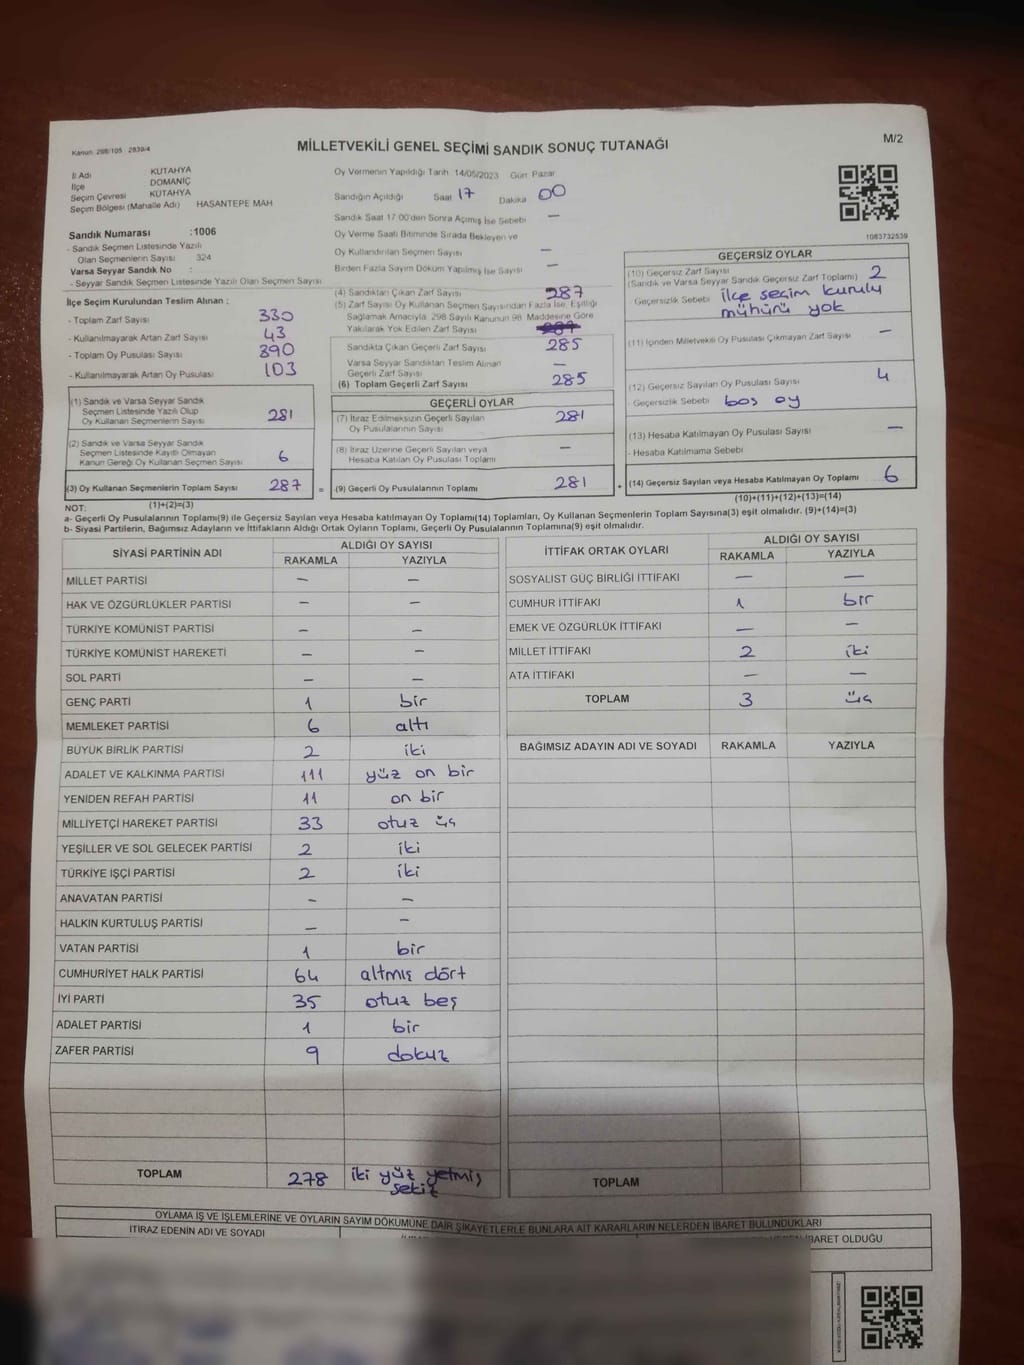 Kanun: 298/105 2839/4
MİLLETVEKİLİ GENEL SEÇİMİ SANDIK SONUÇ TUTANAĞI
M/2
İl Adı KÜTAHYA
İlçe DOMANİÇ
Seçim Çevresi KÜTAHYA
Seçim Bölgesi (Mahalle Adı) HASANTEPE MAH
Sandık Numarası :1006
- Sandık Seçmen Listesinde Yazılı
Olan Seçmenlerin Sayısı 324
Varsa Seyyar Sandık No :
- Seyyar Sandık Seçmen Listesinde Yazılı Olan Seçmen Sayısı
İlçe Seçim Kurulundan Teslim Alınan ;
- Toplam Zarf Sayısı 330
- Kullanılmayarak Artan Zarf Sayısı 43
- Toplam Oy Pusulası Sayısı 390
- Kullanılmayarak Artan Oy Pusulası 103
(1) Sandık ve Varsa Seyyar Sandık
Seçmen Listesinde Yazılı Olup
Oy Kullanan Seçmenlerin Sayısı 281
(2) Sandık ve Varsa Seyyar Sandık
Seçmen Listesinde Kayıtlı Olmayan
Kanun Gereği Oy Kullanan Seçmen Sayısı 6
(3) Oy Kullanan Seçmenlerin Toplam Sayısı 287 =
(1)+(2)=(3)
Oy Vermenin Yapıldığı Tarih 14/05/2023 Gün Pazar
Sandığın Açıldığı Saat 17 Dakika 00
Sandık Saat 17:00'den Sonra Açılmış İse Sebebi —
Oy Verme Saati Bitiminde Sırada Bekleyen ve
Oy Kullandırılan Seçmen Sayısı —
Birden Fazla Sayım Döküm Yapılmış İse Sayısı —
(4) Sandıktan Çıkan Zarf Sayısı 287
(5) Zarf Sayısı Oy Kullanan Seçmen Sayısından Fazla İse, Eşitliği
Sağlamak Amacıyla 298 Sayılı Kanunun 98. Maddesine Göre
Yakılarak Yok Edilen Zarf Sayısı
Sandıkta Çıkan Geçerli Zarf Sayısı 285
Varsa Seyyar Sandıktan Teslim Alınan
Geçerli Zarf Sayısı —
(6) Toplam Geçerli Zarf Sayısı 285
GEÇERLİ OYLAR
(7) İtiraz Edilmeksizin Geçerli Sayılan
Oy Pusulalarının Sayısı 281
(8) İtiraz Üzerine Geçerli Sayılan veya
Hesaba Katılan Oy Pusulası Toplamı —
(9) Geçerli Oy Pusulalarının Toplamı 281 +
1083732539
GEÇERSİZ OYLAR
(10) Geçersiz Zarf Sayısı
(Sandık ve Varsa Seyyar Sandık Geçersiz Zarf Toplamı) 2
- Geçersizlik Sebebi ilçe seçim kurulu
mühürü yok
(11) İçinden Milletvekili Oy Pusulası Çıkmayan Zarf Sayısı —
(12) Geçersiz Sayılan Oy Pusulası Sayısı 4
- Geçersizlik Sebebi boş oy
(13) Hesaba Katılmayan Oy Pusulası Sayısı —
- Hesaba Katılmama Sebebi
(14) Geçersiz Sayılan veya Hesaba Katılmayan Oy Toplamı 6
(10)+(11)+(12)+(13)=(14)
NOT:
a- Geçerli Oy Pusulalarının Toplamı(9) ile Geçersiz Sayılan veya Hesaba Katılmayan Oy Toplamı(14) Toplamları, Oy Kullanan Seçmenlerin Toplam Sayısına(3) eşit olmalıdır. (9)+(14)=(3)
b- Siyasi Partilerin, Bağımsız Adayların ve İttifakların Aldığı Ortak Oyların Toplamı, Geçerli Oy Pusulalarının Toplamına(9) eşit olmalıdır.
SİYASİ PARTİNİN ADI ALDIĞI OY SAYISI
RAKAMLA YAZIYLA
MİLLET PARTİSİ — —
HAK VE ÖZGÜRLÜKLER PARTİSİ — —
TÜRKİYE KOMÜNİST PARTİSİ — —
TÜRKİYE KOMÜNİST HAREKETİ — —
SOL PARTİ — —
GENÇ PARTİ 1 bir
MEMLEKET PARTİSİ 6 altı
BÜYÜK BİRLİK PARTİSİ 2 iki
ADALET VE KALKINMA PARTİSİ 111 yüz on bir
YENİDEN REFAH PARTİSİ 11 on bir
MİLLİYETÇİ HAREKET PARTİSİ 33 otuz üç
YEŞİLLER VE SOL GELECEK PARTİSİ 2 iki
TÜRKİYE İŞÇİ PARTİSİ 2 iki
ANAVATAN PARTİSİ — —
HALKIN KURTULUŞ PARTİSİ — —
VATAN PARTİSİ 1 bir
CUMHURİYET HALK PARTİSİ 64 altmış dört
İYİ PARTİ 35 otuz beş
ADALET PARTİSİ 1 bir
ZAFER PARTİSİ 9 dokuz
TOPLAM 278 iki yüz yetmiş
sekiz
İTTİFAK ORTAK OYLARI ALDIĞI OY SAYISI
RAKAMLA YAZIYLA
SOSYALİST GÜÇ BİRLİĞİ İTTİFAKI — —
CUMHUR İTTİFAKI 1 bir
EMEK VE ÖZGÜRLÜK İTTİFAKI — —
MİLLET İTTİFAKI 2 iki
ATA İTTİFAKI — —
TOPLAM 3 üç
BAĞIMSIZ ADAYIN ADI VE SOYADI RAKAMLA YAZIYLA
TOPLAM
OYLAMA İŞ VE İŞLEMLERİNE VE OYLARIN SAYIM DÖKÜMÜNE DAİR ŞİKAYETLERLE BUNLARA AİT KARARLARIN NELERDEN İBARET BULUNDUKLARI
İTİRAZ EDENİN ADI VE SOYADI
İBARET OLDUĞU